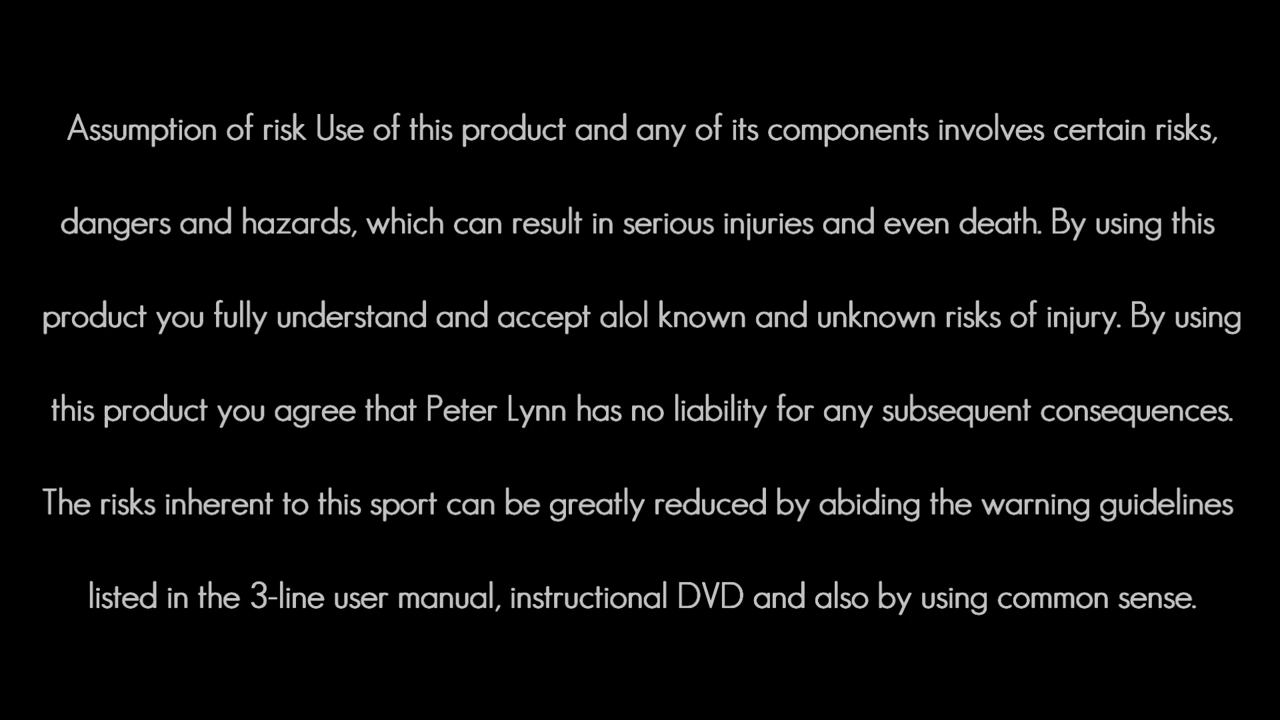 Assumption of risk Use of this product and any of its components involves certain risks,
dangers and hazards, which can result in serious injuries and even death. By using this
product you fully understand and accept alol known and unknown risks of injury. By using
this product you agree that Peter Lynn has no liability for any subsequent consequences.
The risks inherent to this sport can be greatly reduced by abiding the warning guidelines
listed in the 3-line user manual, instructional DVD and also by using common sense.